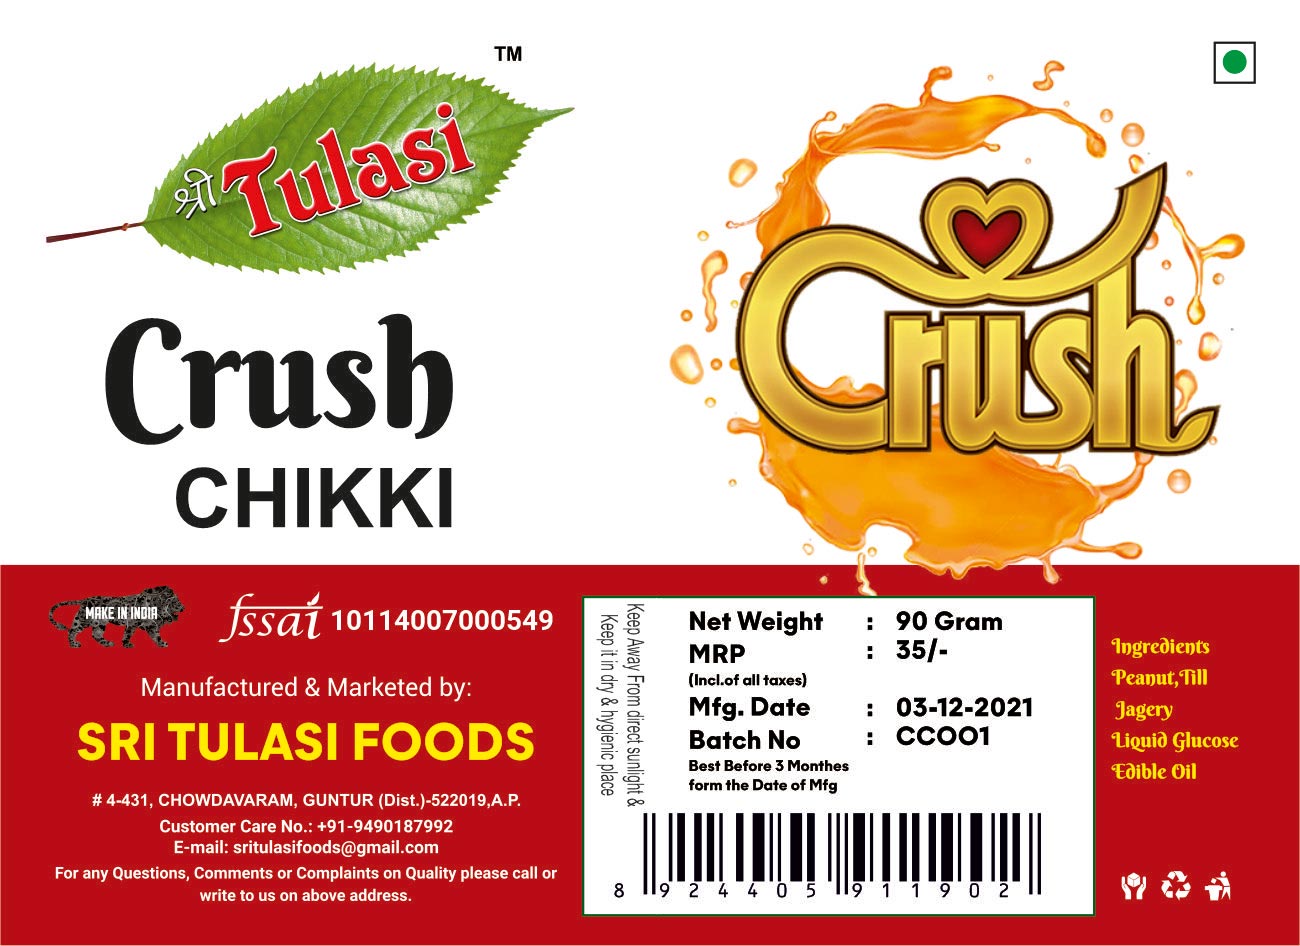 TM
श्री Tulasi
Crush
CHIKKI
Crush
MAKE IN INDIA
fssai 10114007000549
Manufactured & Marketed by:
SRI TULASI FOODS
# 4-431, CHOWDAVARAM, GUNTUR (Dist.)-522019,A.P.
Customer Care No.: +91-9490187992
E-mail: sritulasifoods@gmail.com
For any Questions, Comments or Complaints on Quality please call or
write to us on above address.
Keep Away From direct sunlight &
Keep it in dry & hygienic place
Net Weight : 90 Gram
MRP : 35/-
(Incl.of all taxes)
Mfg. Date : 03-12-2021
Batch No : CCOO1
Best Before 3 Monthes
form the Date of Mfg
8 924405 911902
Ingredients
Peanut,Till
Jagery
Liquid Glucose
Edible Oil